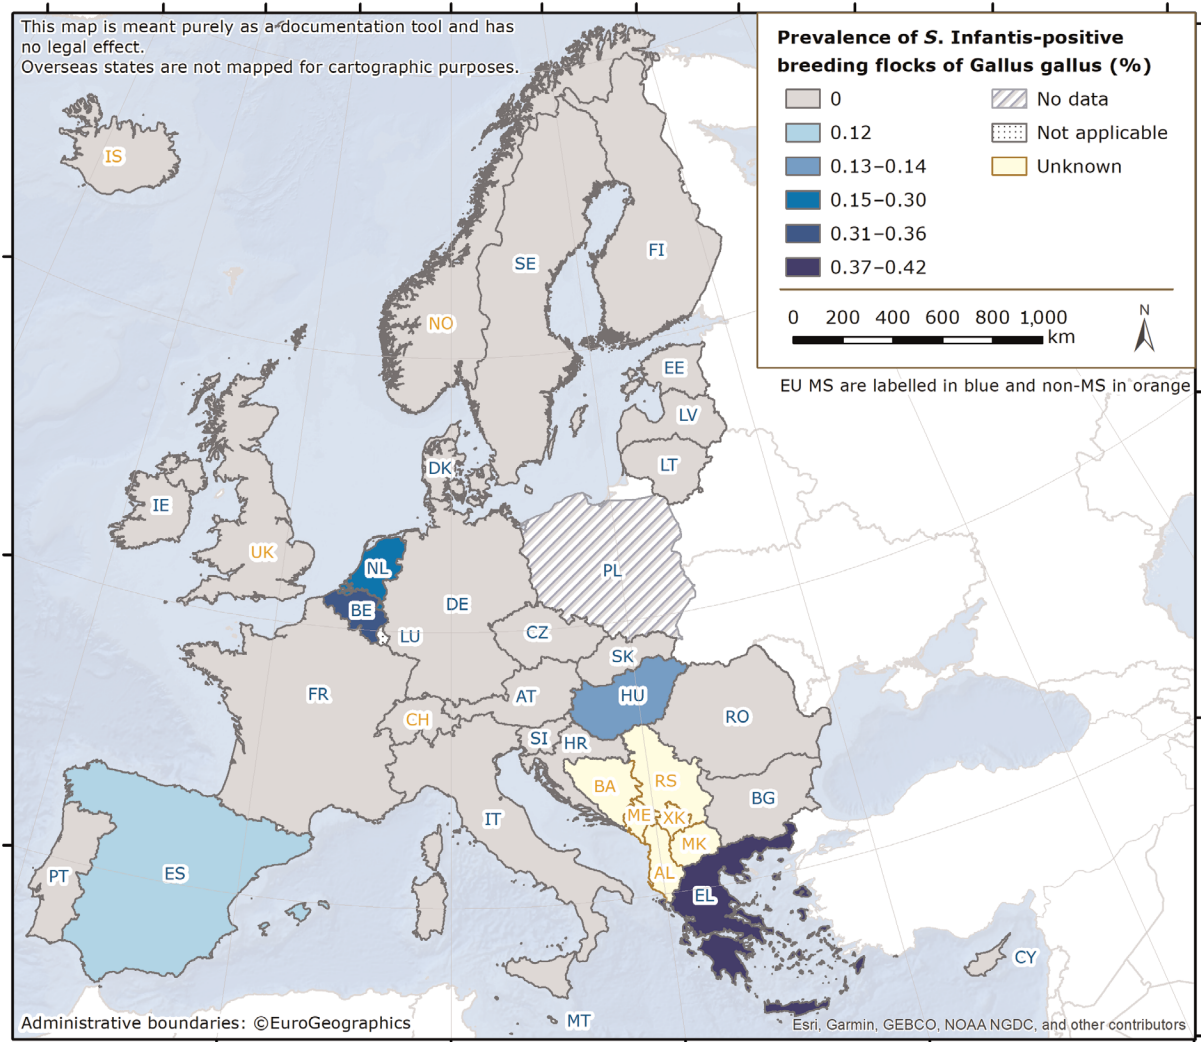 This map is meant purely as a documentation tool and has
no legal effect.
Overseas states are not mapped for cartographic purposes.
Prevalence of S. Infantis-positive
breeding flocks of Gallus gallus (%)
0
No data
0.12
Not applicable
0.13–0.14
Unknown
0.15–0.30
0.31–0.36
0.37–0.42
0 200 400 600 800 1,000
km
N
EU MS are labelled in blue and non-MS in orange
IS
FI
SE
NO
EE
LV
LT
DK
IE
UK
NL
PL
BE
DE
LU
CZ
SK
FR
AT
HU
CH
RO
SI
HR
BA
RS
BG
ME
XK
IT
MK
PT
ES
AL
EL
CY
MT
Administrative boundaries: ©EuroGeographics
Esri, Garmin, GEBCO, NOAA NGDC, and other contributors